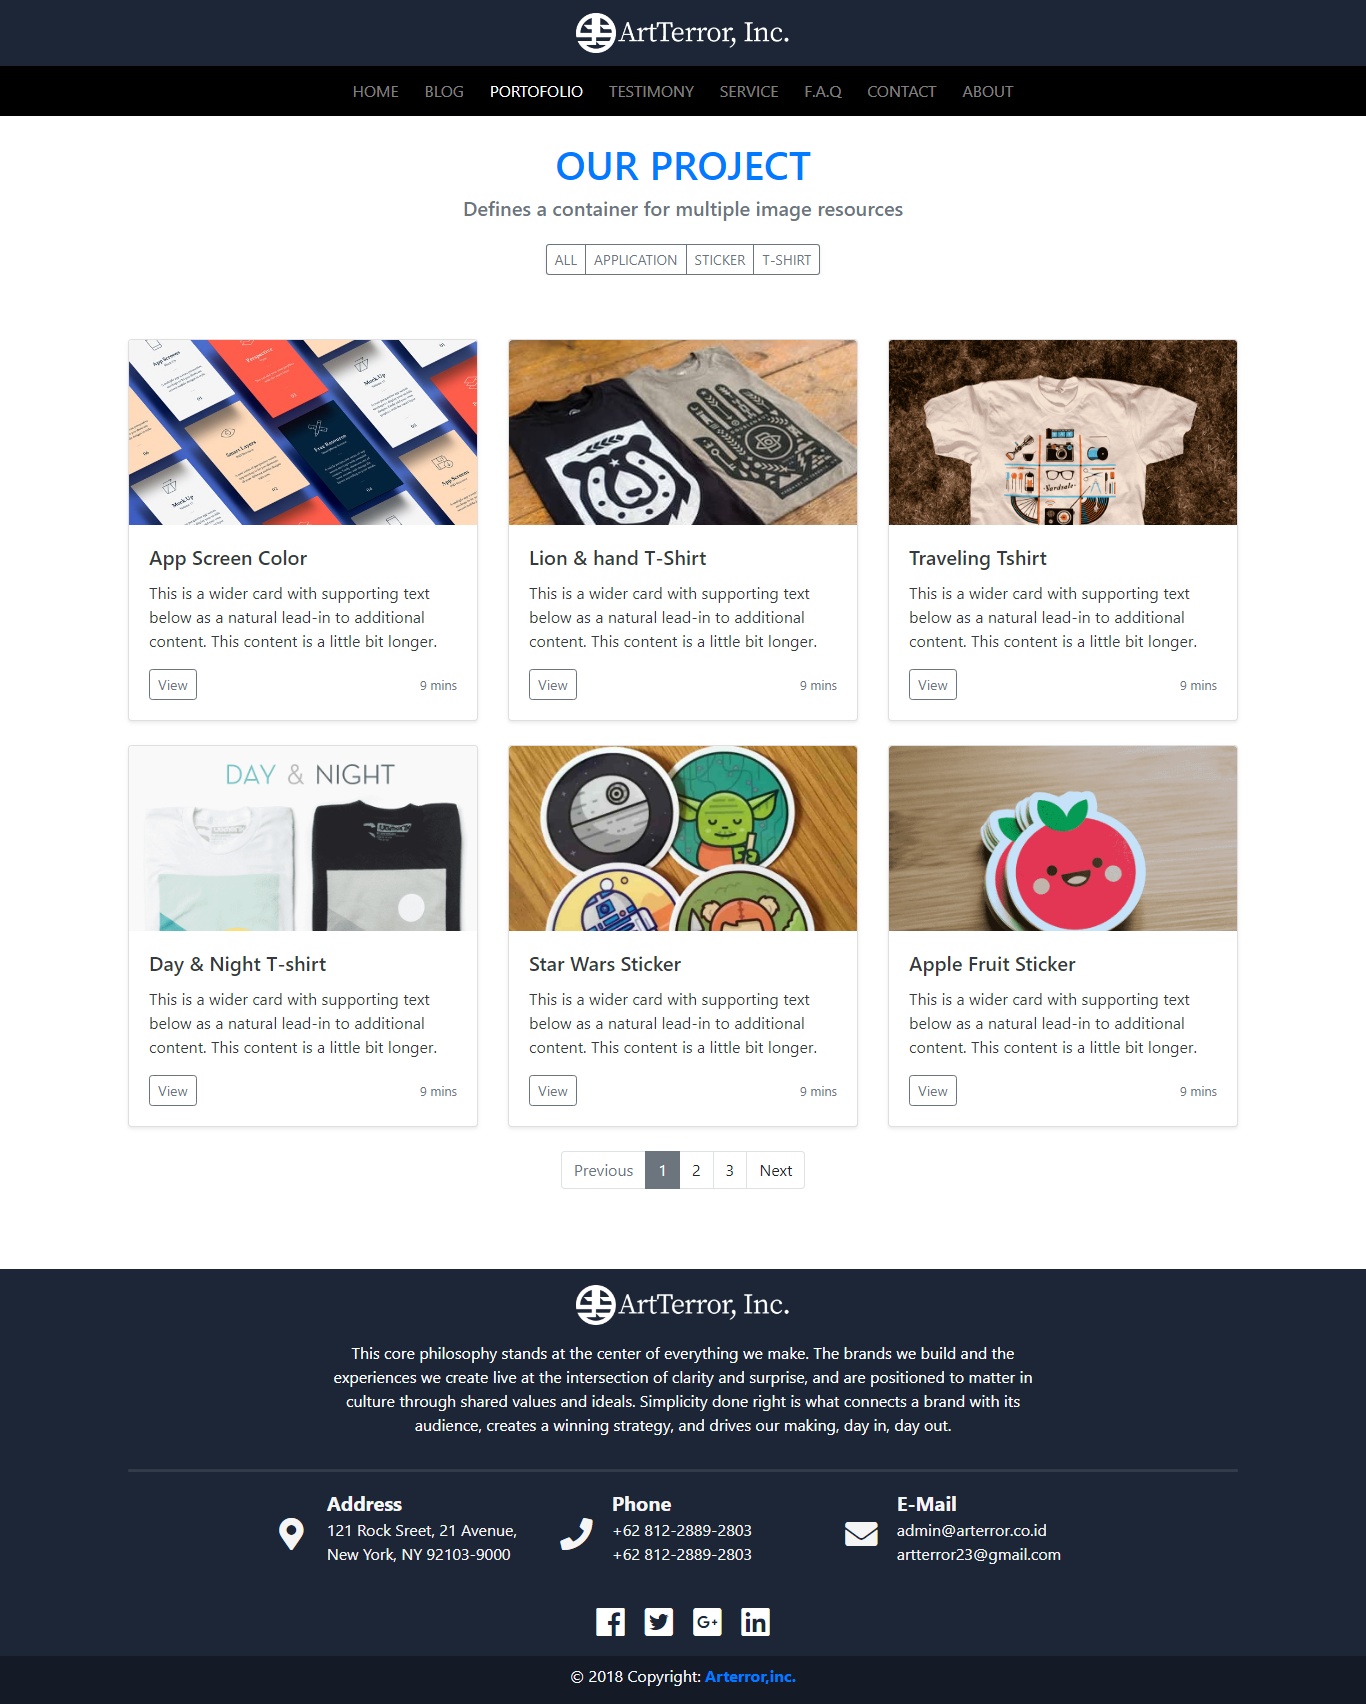 ArtTerror, Inc.
HOME BLOG PORTOFOLIO TESTIMONY SERVICE F.A.Q CONTACT ABOUT
OUR PROJECT
Defines a container for multiple image resources
ALL APPLICATION STICKER T-SHIRT
App Screen Color
This is a wider card with supporting text
below as a natural lead-in to additional
content. This content is a little bit longer.
View 9 mins
Lion & hand T-Shirt
This is a wider card with supporting text
below as a natural lead-in to additional
content. This content is a little bit longer.
View 9 mins
Traveling Tshirt
This is a wider card with supporting text
below as a natural lead-in to additional
content. This content is a little bit longer.
View 9 mins
DAY & NIGHT
Day & Night T-shirt
This is a wider card with supporting text
below as a natural lead-in to additional
content. This content is a little bit longer.
View 9 mins
Star Wars Sticker
This is a wider card with supporting text
below as a natural lead-in to additional
content. This content is a little bit longer.
View 9 mins
Apple Fruit Sticker
This is a wider card with supporting text
below as a natural lead-in to additional
content. This content is a little bit longer.
View 9 mins
Previous 1 2 3 Next
ArtTerror, Inc.
This core philosophy stands at the center of everything we make. The brands we build and the
experiences we create live at the intersection of clarity and surprise, and are positioned to matter in
culture through shared values and ideals. Simplicity done right is what connects a brand with its
audience, creates a winning strategy, and drives our making, day in, day out.
Address
121 Rock Sreet, 21 Avenue,
New York, NY 92103-9000
Phone
+62 812-2889-2803
+62 812-2889-2803
E-Mail
admin@arterror.co.id
artterror23@gmail.com
© 2018 Copyright: Arterror,inc.